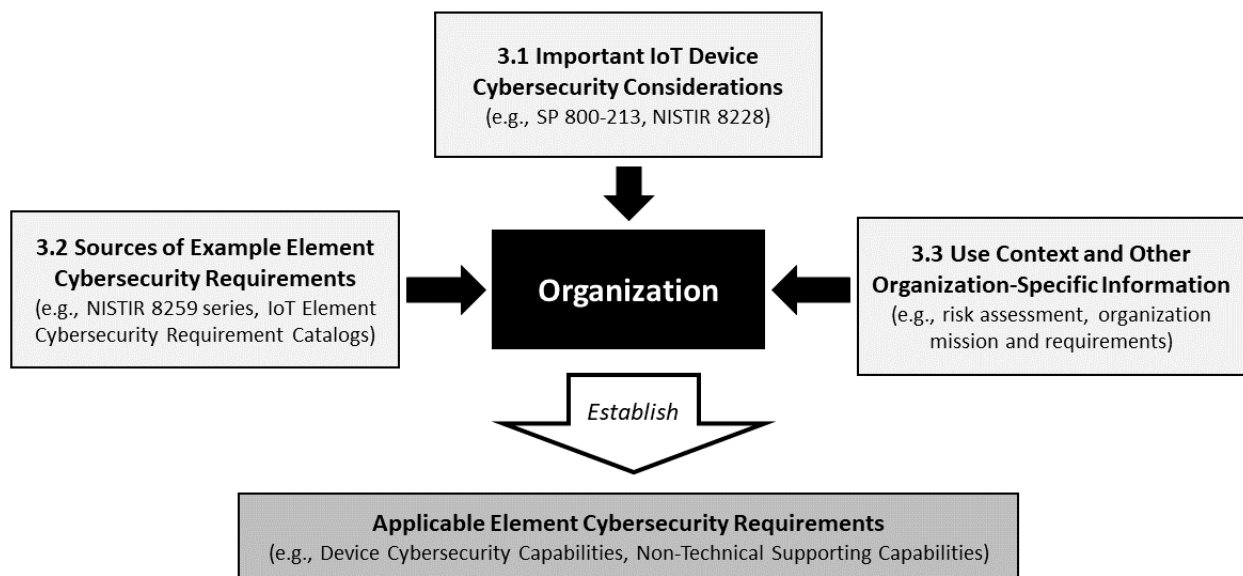 3.1 Important IoT Device
Cybersecurity Considerations
(e.g., SP 800-213, NISTIR 8228)
3.2 Sources of Example Element
Cybersecurity Requirements
(e.g., NISTIR 8259 series, IoT Element
Cybersecurity Requirement Catalogs)
Organization
3.3 Use Context and Other
Organization-Specific Information
(e.g., risk assessment, organization
mission and requirements)
Establish
Applicable Element Cybersecurity Requirements
(e.g., Device Cybersecurity Capabilities, Non-Technical Supporting Capabilities)